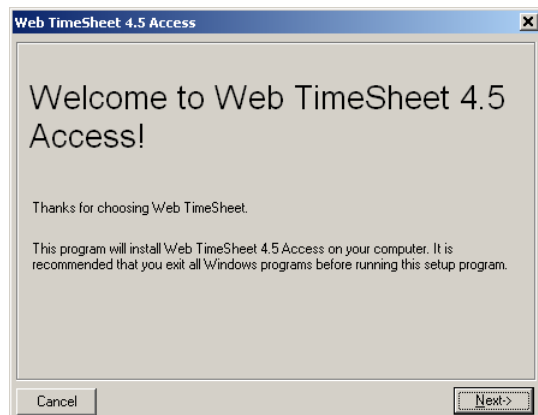 Web TimeSheet 4.5 Access
Welcome to Web TimeSheet 4.5
Access!
Thanks for choosing Web TimeSheet.
This program will install Web TimeSheet 4.5 Access on your computer. It is
recommended that you exit all Windows programs before running this setup program.
Cancel
Next->